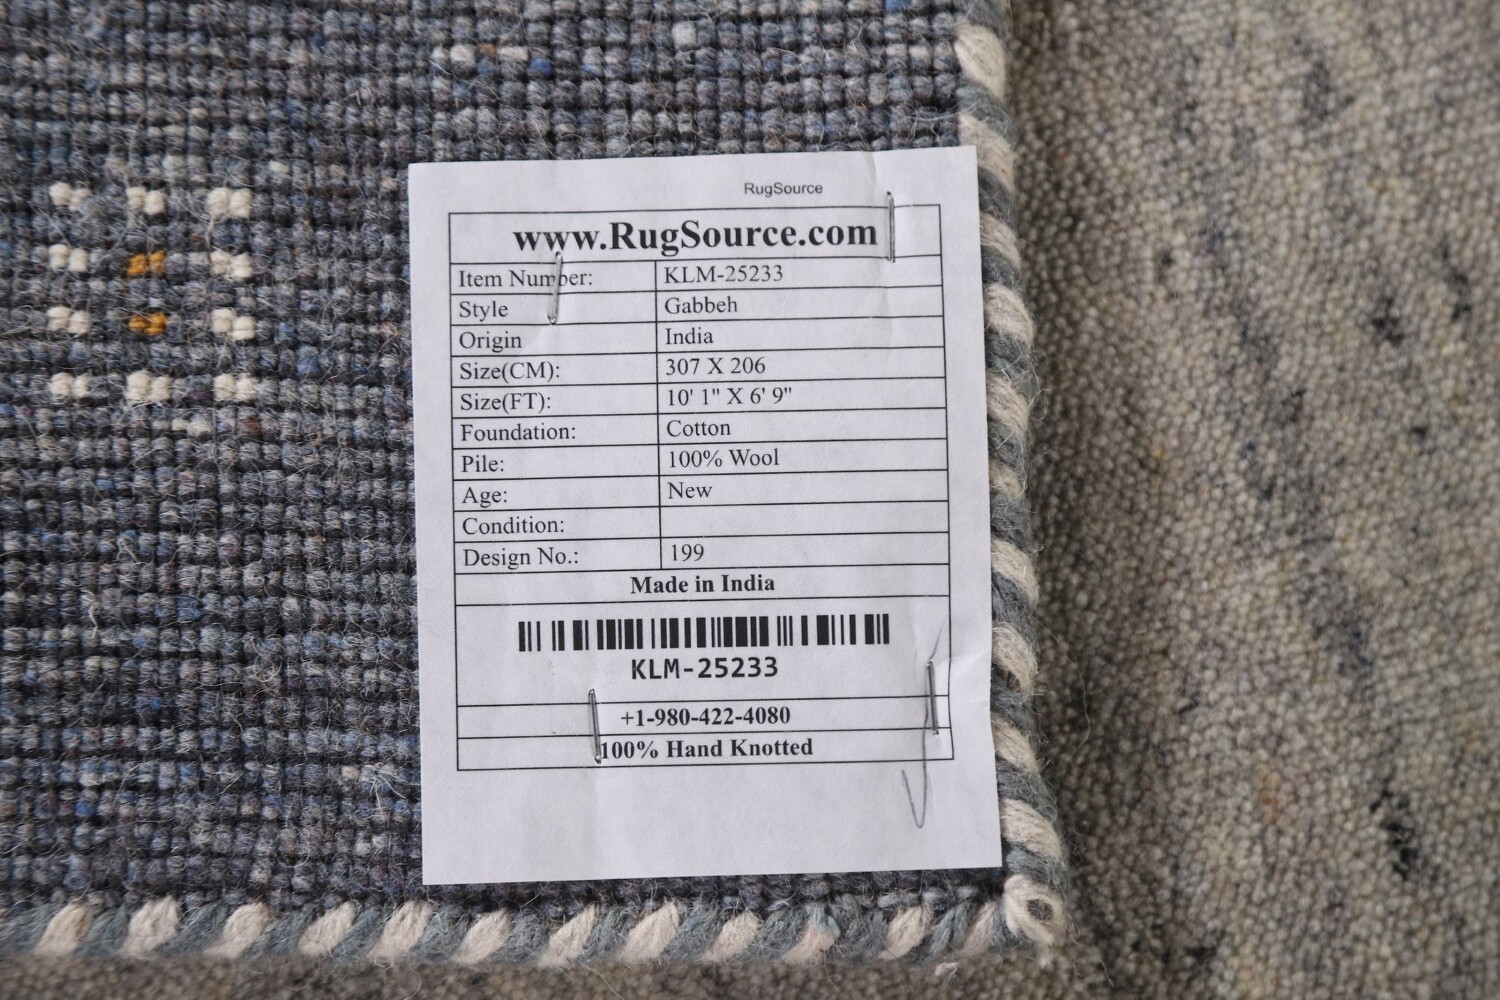 RugSource
www.RugSource.com
Item Number: KLM-25233
Style Gabbeh
Origin India
Size(CM): 307 X 206
Size(FT): 10' 1" X 6' 9"
Foundation: Cotton
Pile: 100% Wool
Age: New
Condition:
Design No.: 199
Made in India
KLM-25233
+1-980-422-4080
100% Hand Knotted